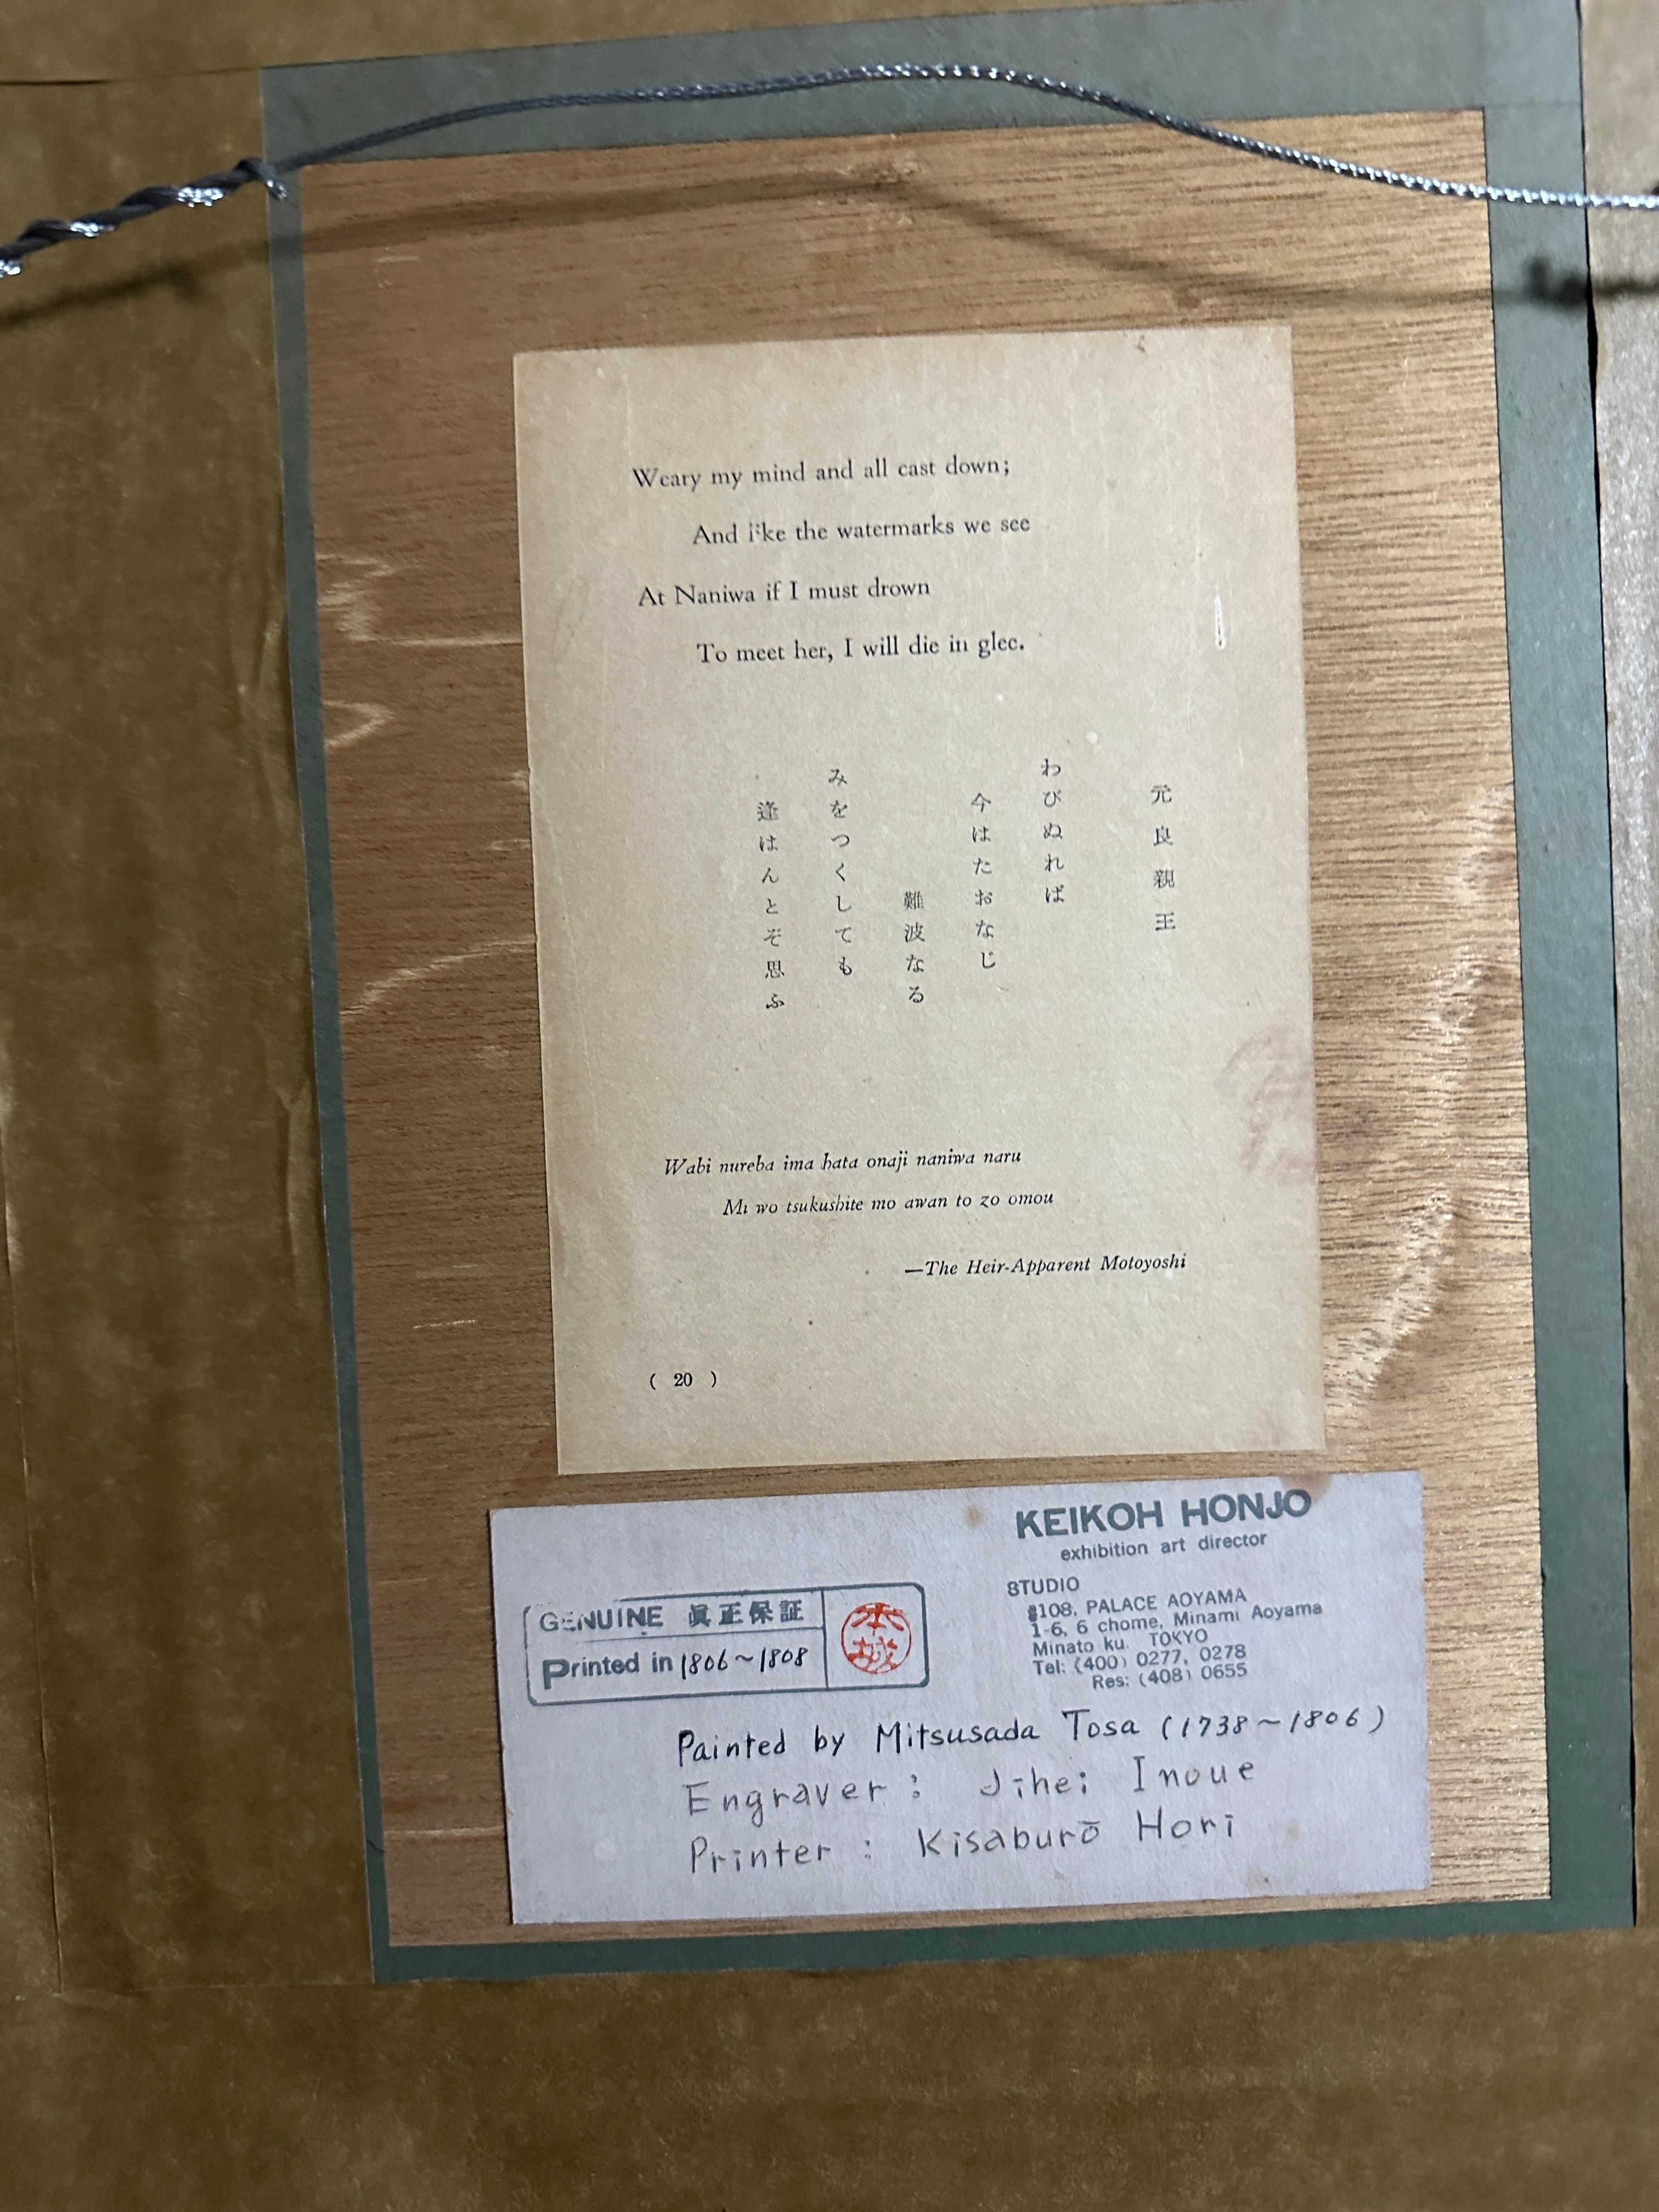 Weary my mind and all cast down;
And like the watermarks we see
At Naniwa if I must drown
To meet her, I will die in glee.
元良親王
わびぬれば
今はたおなじ
難波なる
みをつくしても
逢はんとぞ思ふ
Wabi nureba ima hata onaji naniwa naru
Mi wo tsukushite mo awan to zo omou
—The Heir-Apparent Motoyoshi
( 20 )
KEIKOH HONJO
exhibition art director
STUDIO
#108, PALACE AOYAMA
1-6, 6 chome, Minami Aoyama
Minato ku. TOKYO
Tel: (400) 0277, 0278
Res: (408) 0655
GENUINE 眞正保証
Printed in 1806~1808
Painted by Mitsusada Tosa (1738~1806)
Engraver : Jihei Inoue
Printer : Kisaburō Hori